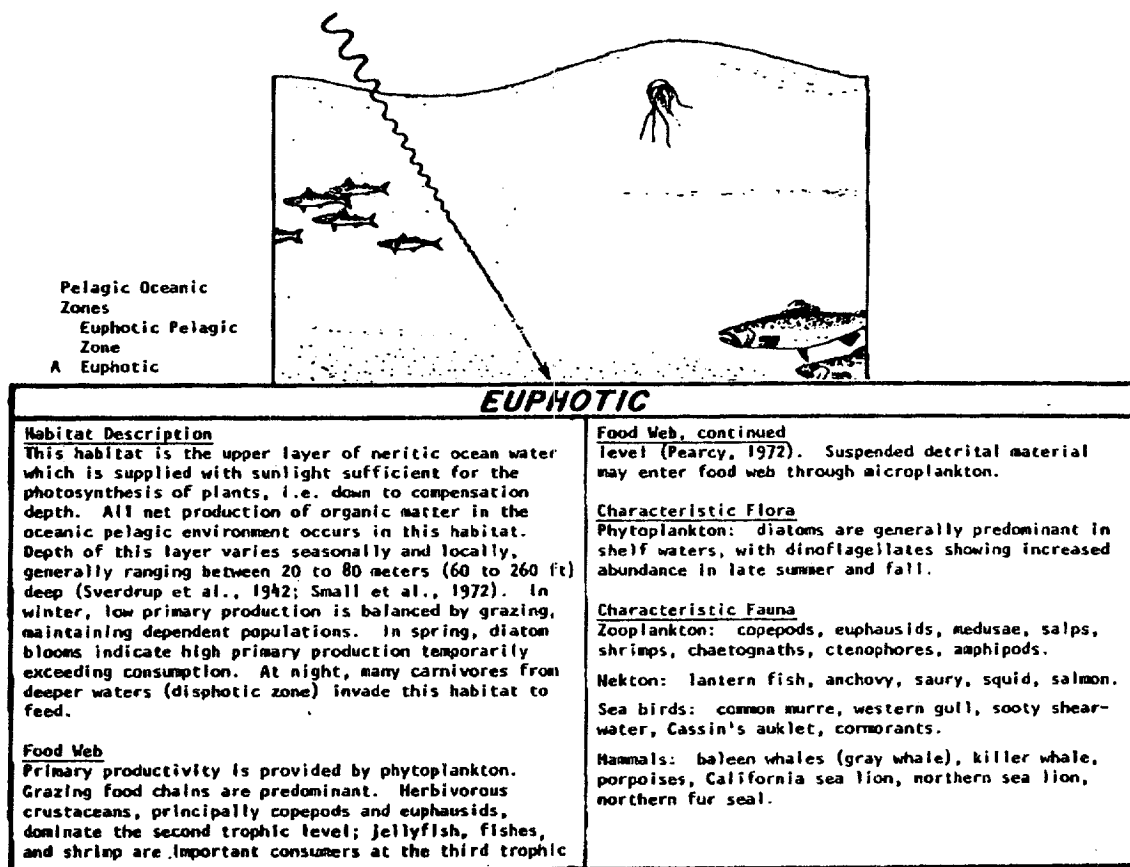 Pelagic Oceanic
Zones
Euphotic Pelagic
Zone
A Euphotic
EUPHOTIC
Habitat Description
This habitat is the upper layer of neritic ocean water
which is supplied with sunlight sufficient for the
photosynthesis of plants, i.e. down to compensation
depth. All net production of organic matter in the
oceanic pelagic environment occurs in this habitat.
Depth of this layer varies seasonally and locally,
generally ranging between 20 to 80 meters (60 to 260 ft)
deep (Sverdrup et al., 1942; Small et al., 1972). In
winter, low primary production is balanced by grazing,
maintaining dependent populations. In spring, diatom
blooms indicate high primary production temporarily
exceeding consumption. At night, many carnivores from
deeper waters (disphotic zone) invade this habitat to
feed.
Food Web
Primary productivity is provided by phytoplankton.
Grazing food chains are predominant. Herbivorous
crustaceans, principally copepods and euphausids,
dominate the second trophic level; jellyfish, fishes,
and shrimp are important consumers at the third trophic
Food Web, continued
level (Pearcy, 1972). Suspended detrital material
may enter food web through microplankton.
Characteristic Flora
Phytoplankton: diatoms are generally predominant in
shelf waters, with dinoflagellates showing increased
abundance in late summer and fall.
Characteristic Fauna
Zooplankton: copepods, euphausids, medusae, salps,
shrimps, chaetognaths, ctenophores, amphipods.
Nekton: lantern fish, anchovy, saury, squid, salmon.
Sea birds: common murre, western gull, sooty shear-
water, Cassin's auklet, cormorants.
Mammals: baleen whales (gray whale), killer whale,
porpoises, California sea lion, northern sea lion,
northern fur seal.